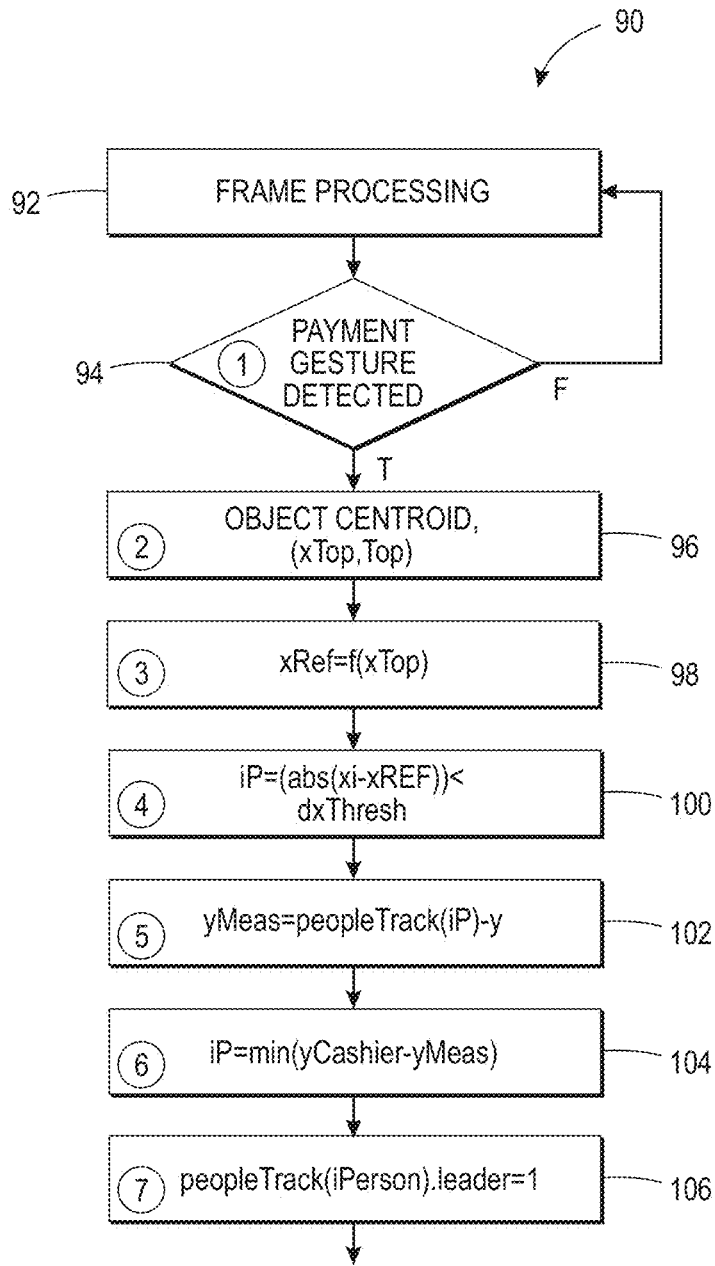 90
FRAME PROCESSING
92
PAYMENT
GESTURE
DETECTED
1
94
F
T
OBJECT CENTROID,
(xTop,Top)
2
96
xRef=f(xTop)
3
98
iP=(abs(xi-xREF))<
dxThresh
4
100
yMeas=peopleTrack(iP)-y
5
102
iP=min(yCashier-yMeas)
6
104
peopleTrack(iPerson).leader=1
7
106